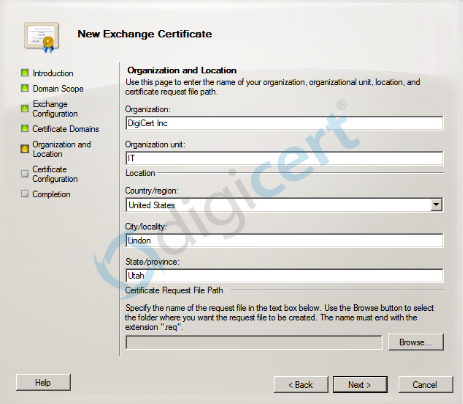 New Exchange Certificate
Introduction
Domain Scope
Exchange
Configuration
Certificate Domains
Organization and
Location
Certificate
Configuration
Completion
Organization and Location
Use this page to enter the name of your organization, organizational unit, location, and
certificate request file path.
Organization:
DigiCert Inc
Organization unit:
IT
Location
Country/region:
United States
City/locality:
Lindon
State/province:
Utah
Certificate Request File Path
Specify the name of the request file in the text box below. Use the Browse button to select
the folder where you want the request file to be created. The name must end with the
extension ".req".
Browse...
Help
< Back
Next >
Cancel
digicert®